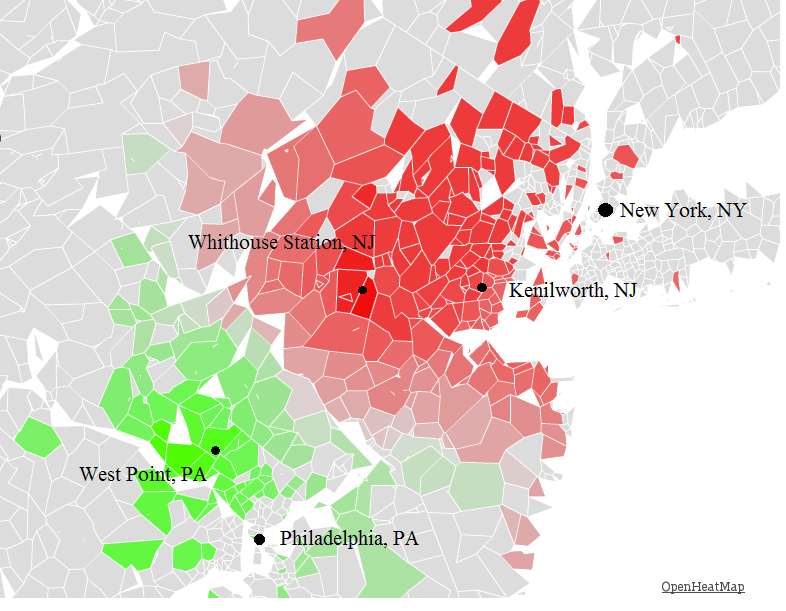 New York, NY
Whithouse Station, NJ
Kenilworth, NJ
West Point, PA
Philadelphia, PA
OpenHeatMap